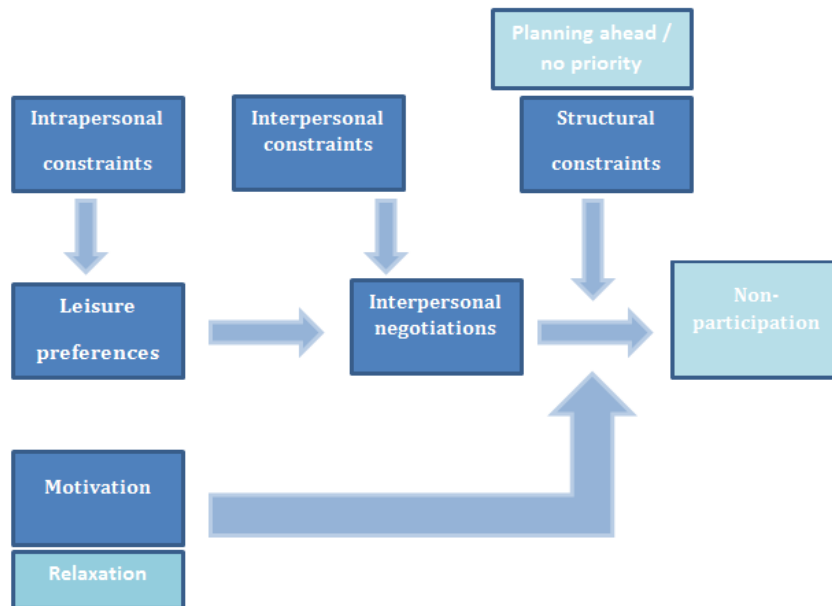 Planning ahead /
no priority
Intrapersonal
constraints
Interpersonal
constraints
Structural
constraints
Leisure
preferences
Interpersonal
negotiations
Non-
participation
Motivation
Relaxation